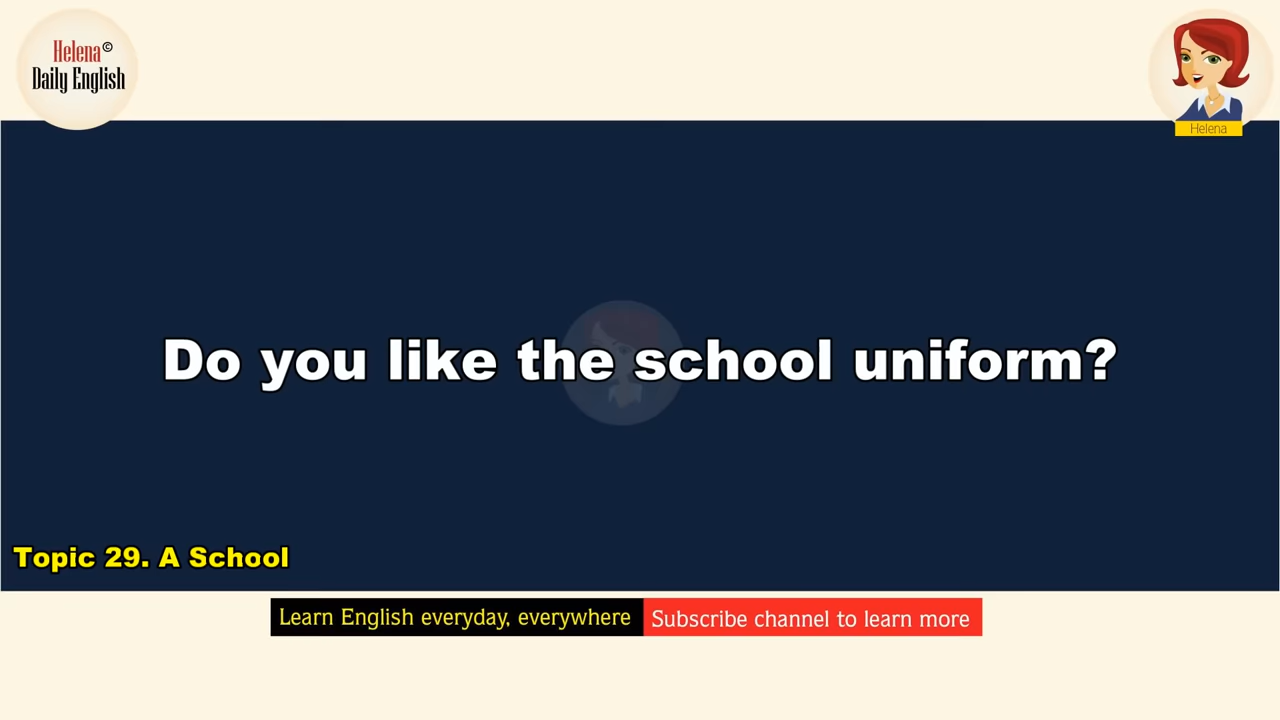 Helena©
Daily English
Helena
Do you like the school uniform?
Topic 29. A School
Learn English everyday, everywhere
Subscribe channel to learn more